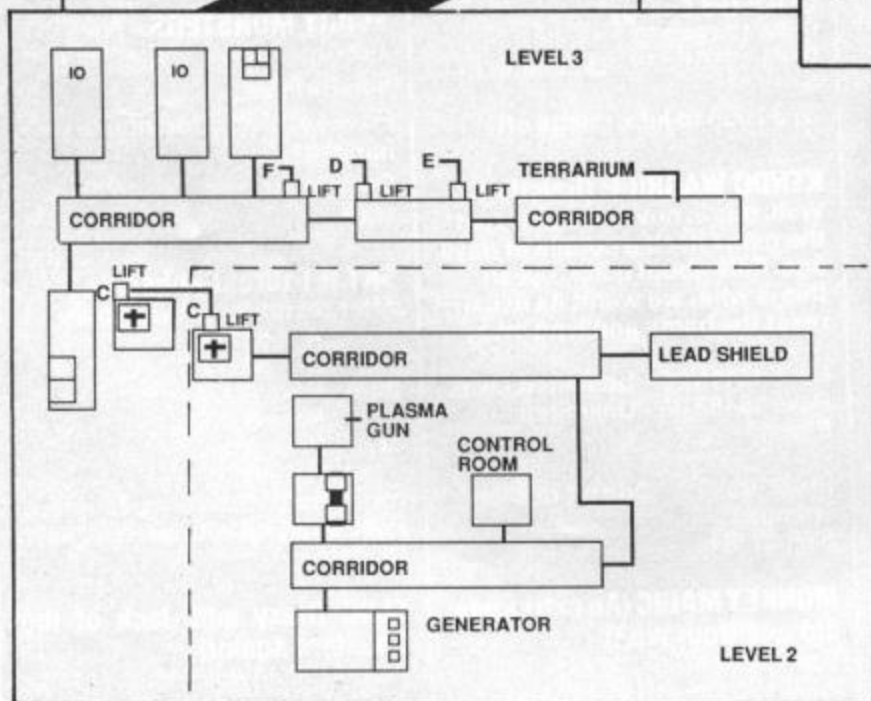 LEVEL 3
IO
IO
F
LIFT
D
LIFT
E
LIFT
TERRARIUM
CORRIDOR
CORRIDOR
LIFT
C
C
LIFT
CORRIDOR
LEAD SHIELD
PLASMA
GUN
CONTROL
ROOM
CORRIDOR
GENERATOR
LEVEL 2